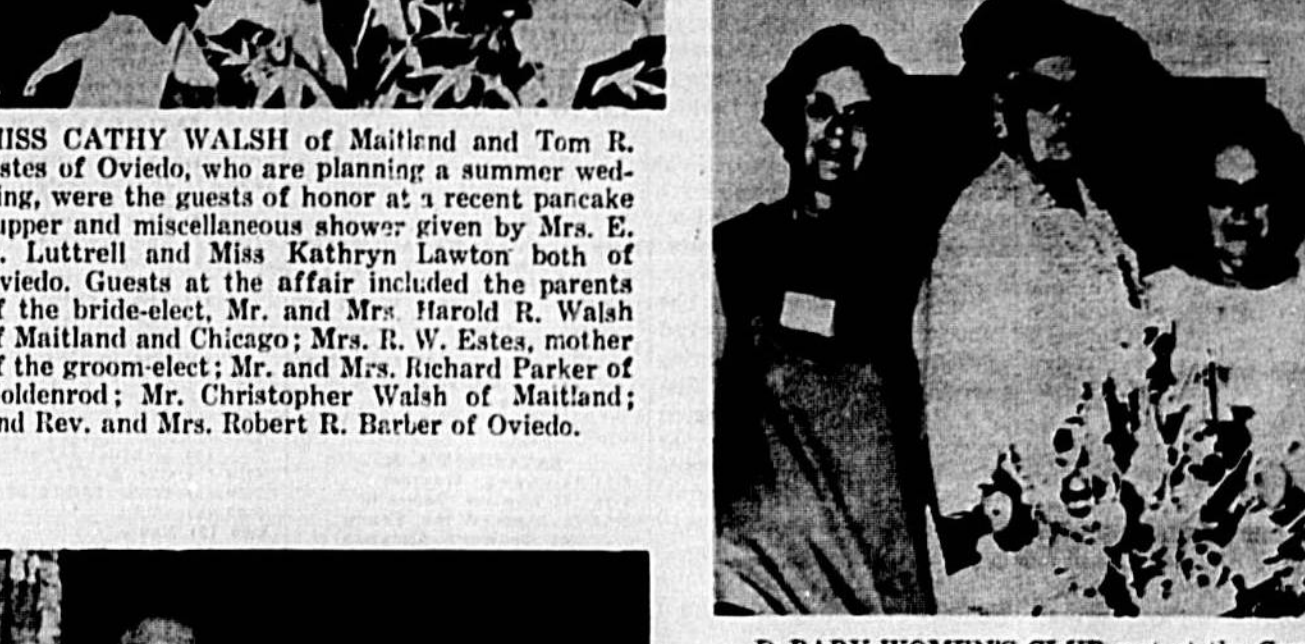 IISS CATHY WALSH of Maitland and Tom R.
stes of Oviedo, who are planning a summer wed-
ing, were the guests of honor at a recent pancake
upper and miscellaneous shower given by Mrs. E.
. Luttrell and Miss Kathryn Lawton both of
viedo. Guests at the affair included the parents
f the bride-elect, Mr. and Mrs. Harold R. Walsh
f Maitland and Chicago; Mrs. R. W. Estes, mother
f the groom-elect; Mr. and Mrs. Richard Parker of
oldenrod; Mr. Christopher Walsh of Maitland;
nd Rev. and Mrs. Robert R. Barber of Oviedo.
WOMEN'S CLUB